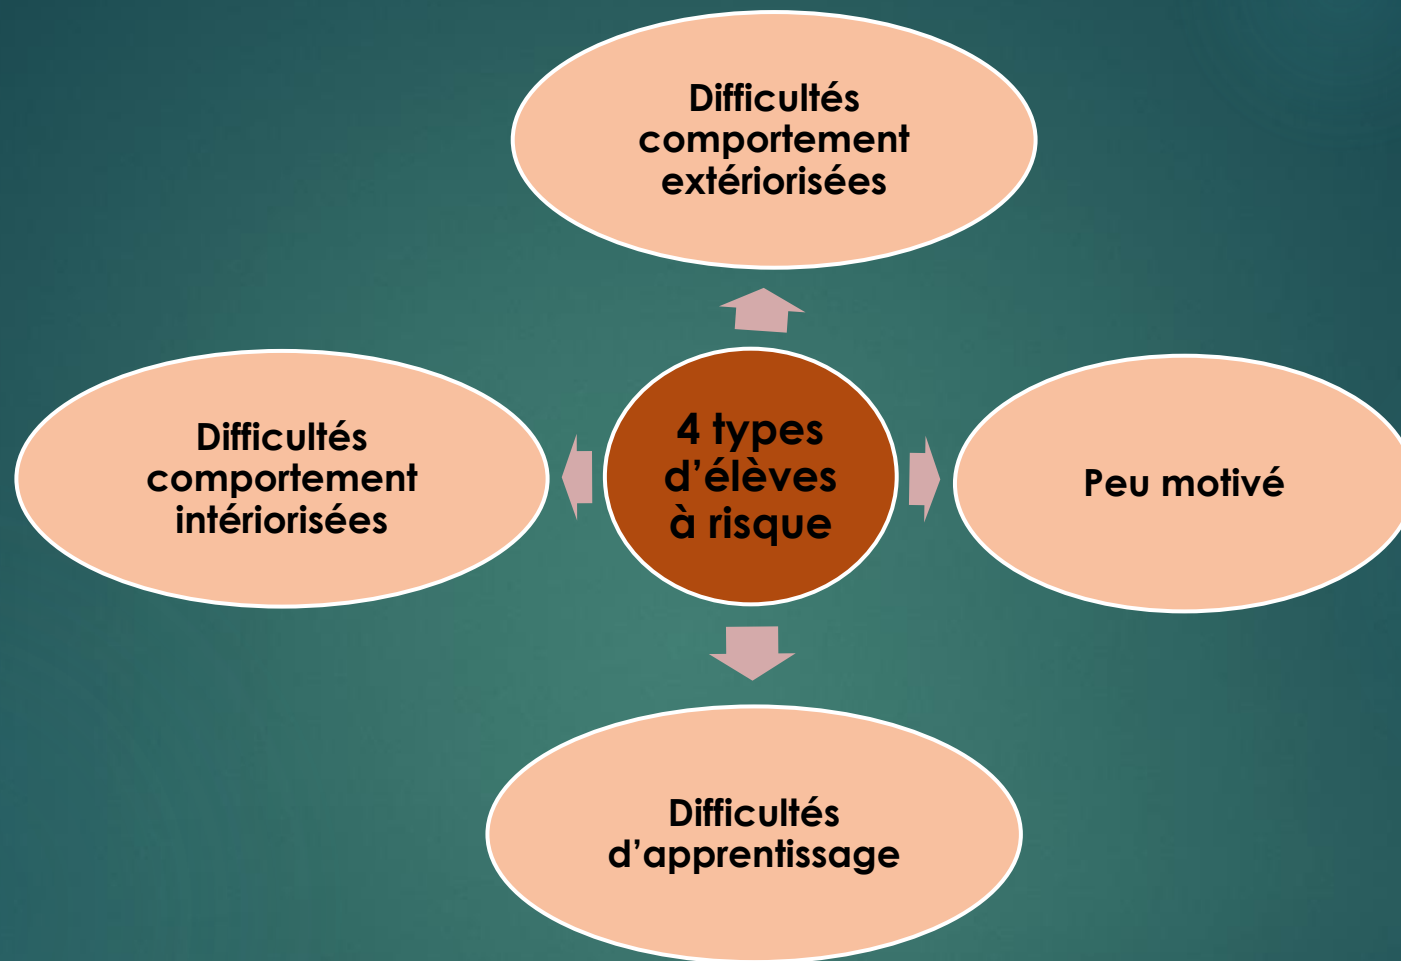 Difficultés
comportement
extériorisées
Difficultés
comportement
intériorisées
4 types
d’élèves
à risque
Peu motivé
Difficultés
d’apprentissage